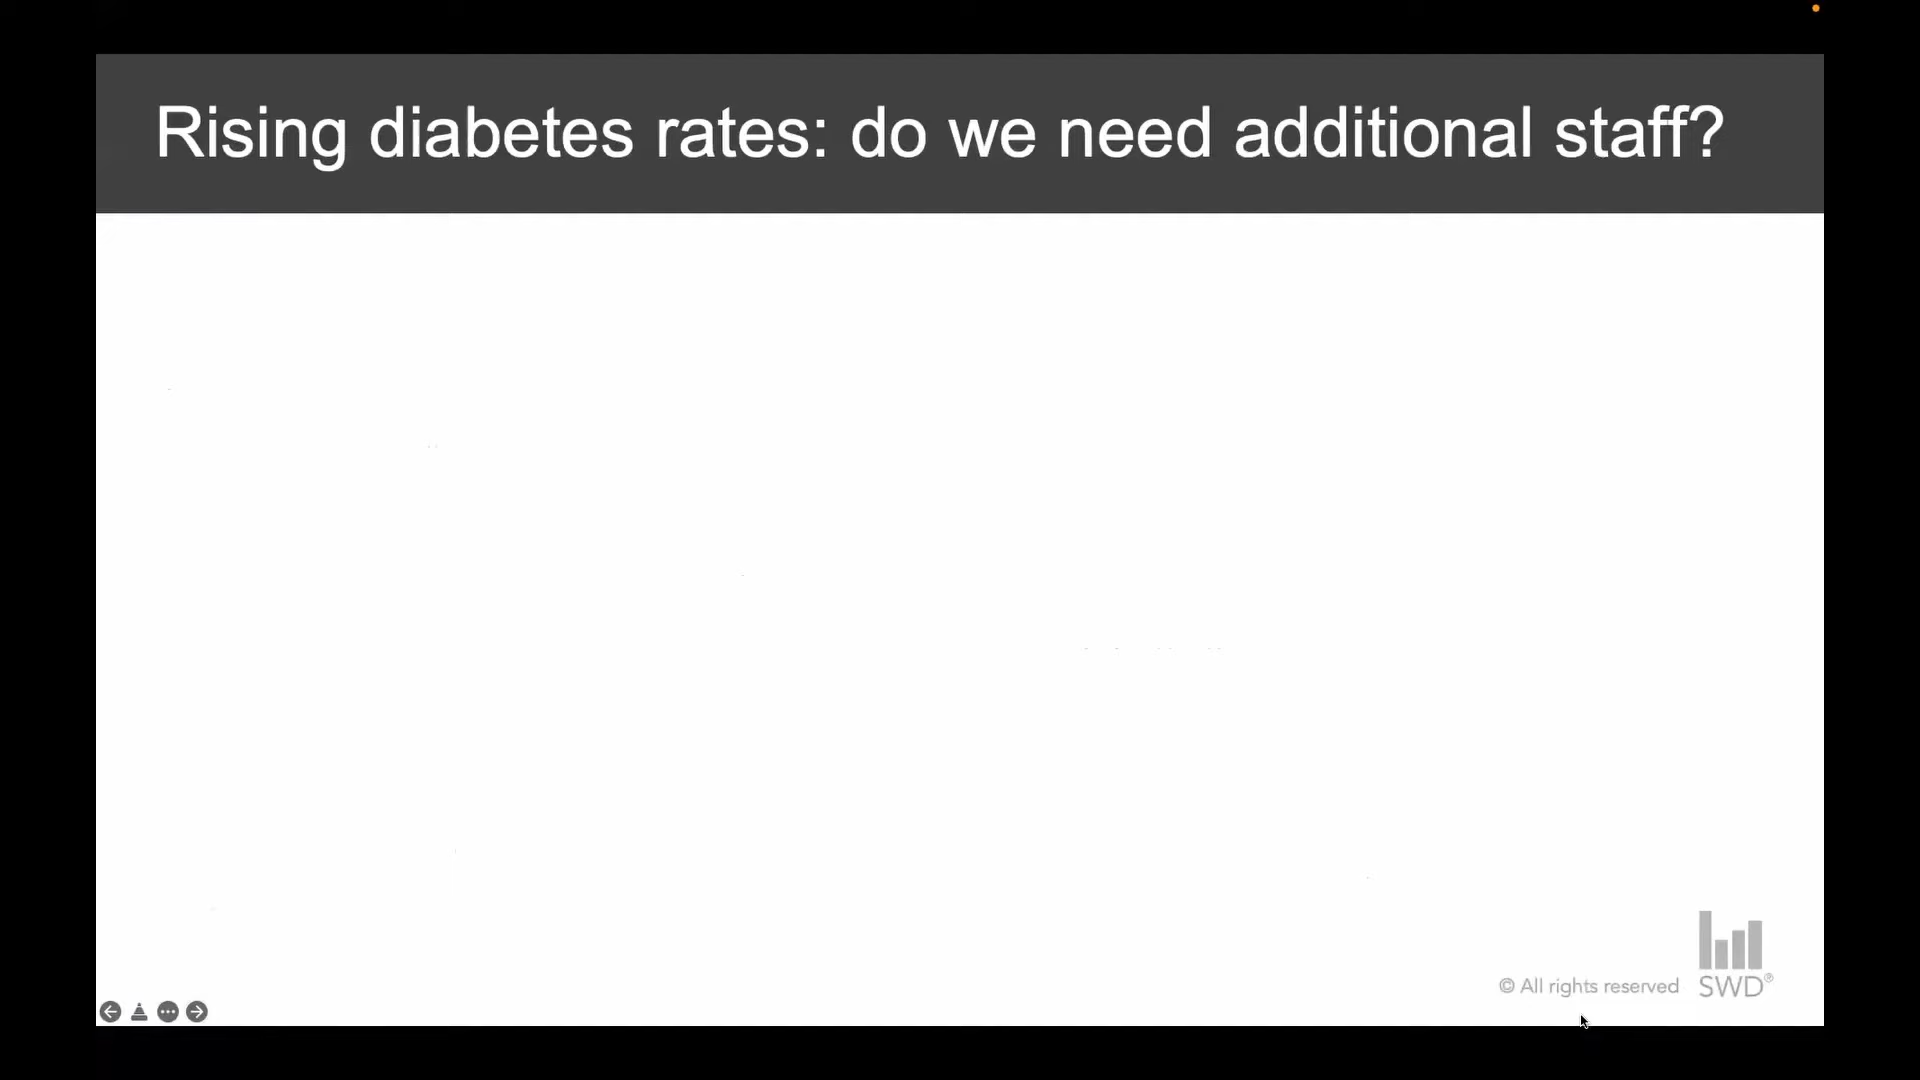 Rising diabetes rates: do we need additional staff?
© All rights reserved
SWD®